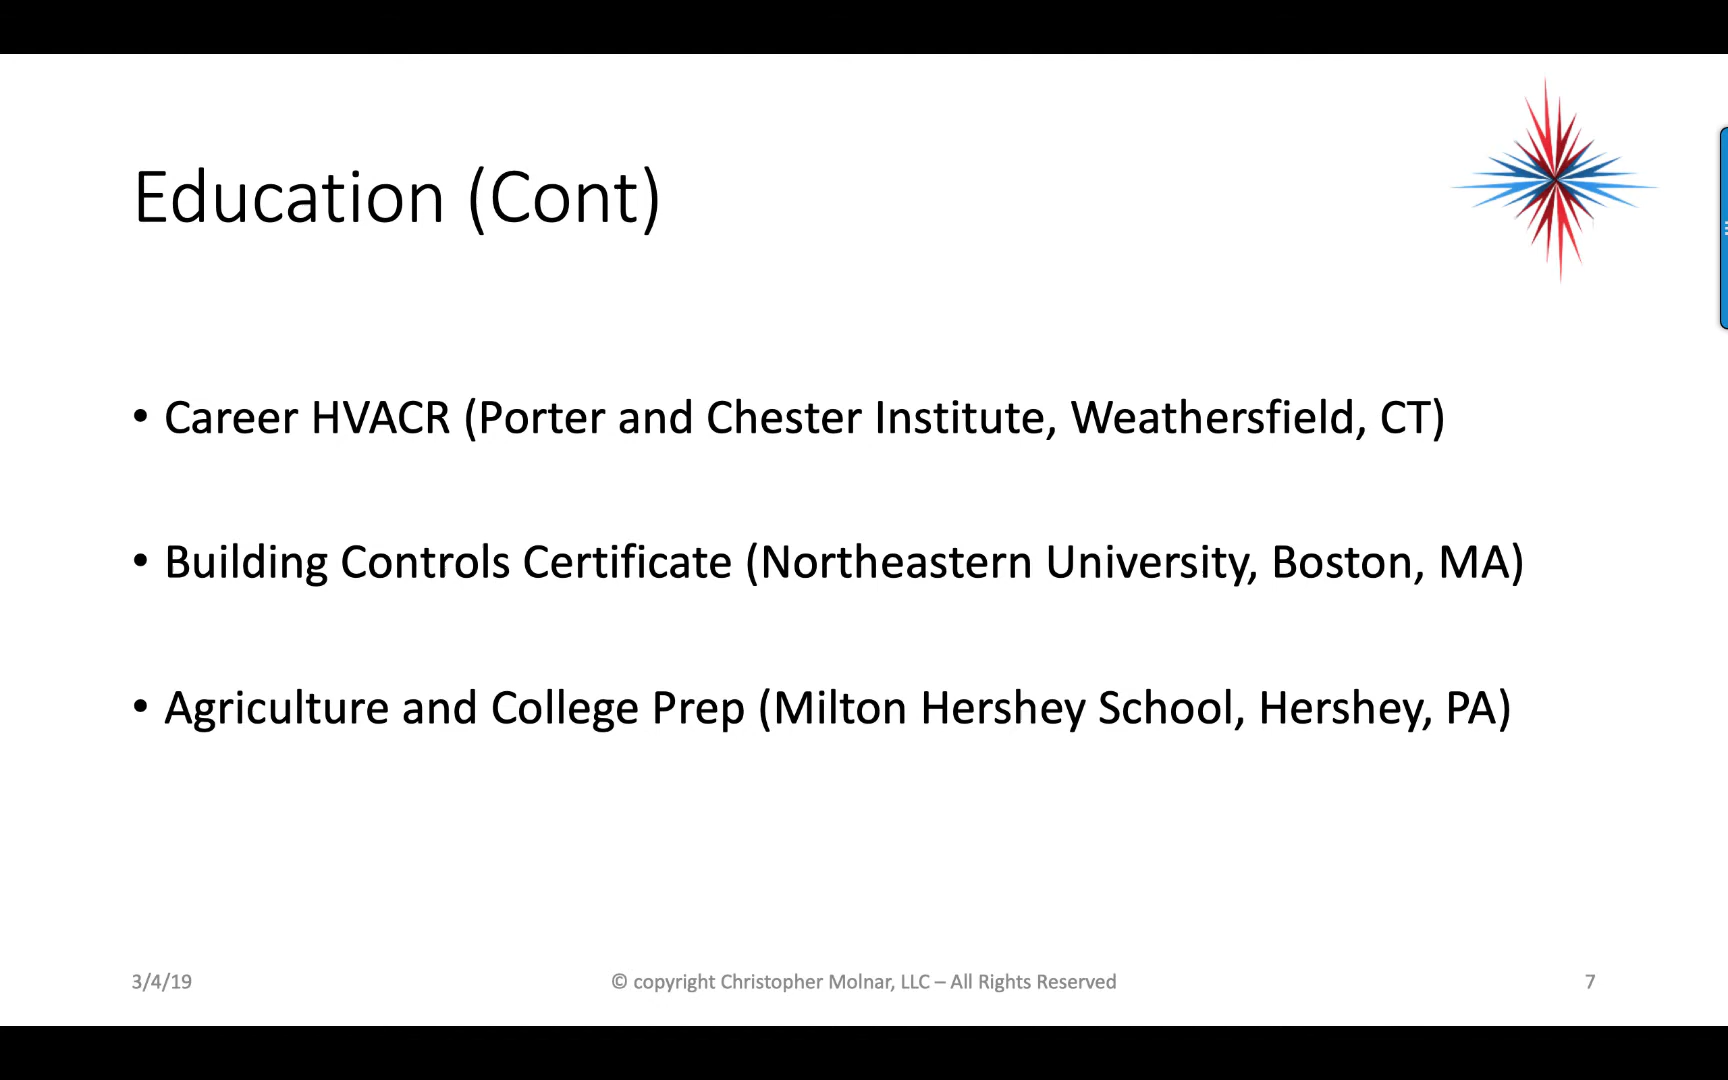 Education (Cont)
• Career HVACR (Porter and Chester Institute, Weathersfield, CT)
• Building Controls Certificate (Northeastern University, Boston, MA)
• Agriculture and College Prep (Milton Hershey School, Hershey, PA)
3/4/19
© copyright Christopher Molnar, LLC – All Rights Reserved
7